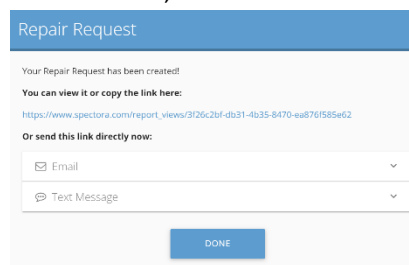 Repair Request
Your Repair Request has been created!
You can view it or copy the link here:
https://www.spectora.com/report_views/3f26c2bf-db31-4b35-8470-ea876f585e62
Or send this link directly now:
Email
Text Message
DONE